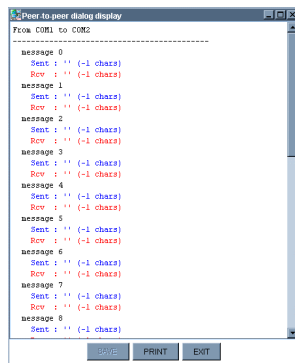 Peer-to-peer dialog display
From COM1 to COM2
--------------------------------------------
message 0
Sent : '' (-1 chars)
Rcv : '' (-1 chars)
message 1
Sent : '' (-1 chars)
Rcv : '' (-1 chars)
message 2
Sent : '' (-1 chars)
Rcv : '' (-1 chars)
message 3
Sent : '' (-1 chars)
Rcv : '' (-1 chars)
message 4
Sent : '' (-1 chars)
Rcv : '' (-1 chars)
message 5
Sent : '' (-1 chars)
Rcv : '' (-1 chars)
message 6
Sent : '' (-1 chars)
Rcv : '' (-1 chars)
message 7
Sent : '' (-1 chars)
Rcv : '' (-1 chars)
message 8
Sent : '' (-1 chars)
Rcv : '' (-1 chars)
SAVE PRINT EXIT